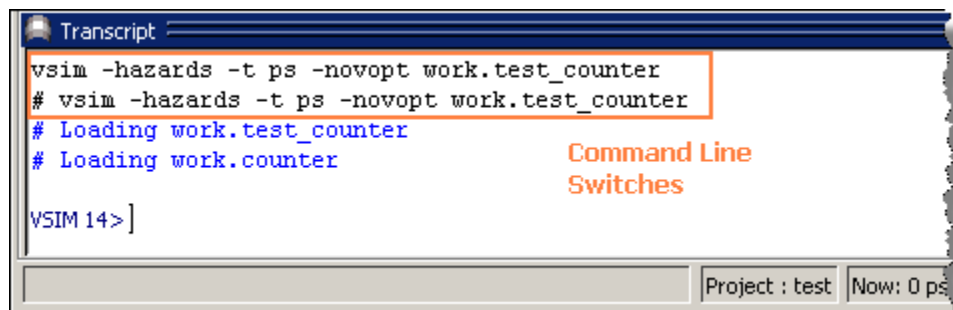 Transcript
vsim -hazards -t ps -novopt work.test_counter
# vsim -hazards -t ps -novopt work.test_counter
# Loading work.test_counter
# Loading work.counter
Command Line
Switches
VSIM 14>
Project : test
Now: 0 ps